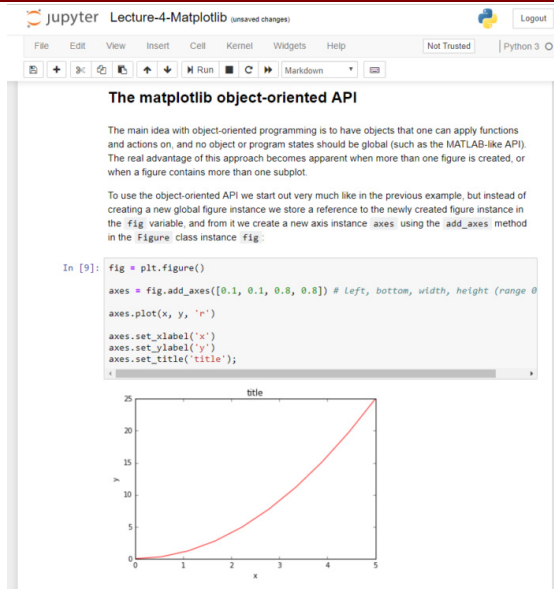 jupyter Lecture-4-Matplotlib (unsaved changes)
Logout
File Edit View Insert Cell Kernel Widgets Help
Not Trusted
Python 3
Run
Markdown
The matplotlib object-oriented API
The main idea with object-oriented programming is to have objects that one can apply functions
and actions on, and no object or program states should be global (such as the MATLAB-like API).
The real advantage of this approach becomes apparent when more than one figure is created, or
when a figure contains more than one subplot.
To use the object-oriented API we start out very much like in the previous example, but instead of
creating a new global figure instance we store a reference to the newly created figure instance in
the fig variable, and from it we create a new axis instance axes using the add_axes method
in the Figure class instance fig:
In [9]: fig = plt.figure()
axes = fig.add_axes([0.1, 0.1, 0.8, 0.8]) # left, bottom, width, height (range 0
axes.plot(x, y, 'r')
axes.set_xlabel('x')
axes.set_ylabel('y')
axes.set_title('title');
title
25
20
15
10
5
0
y
0 1 2 3 4 5
x